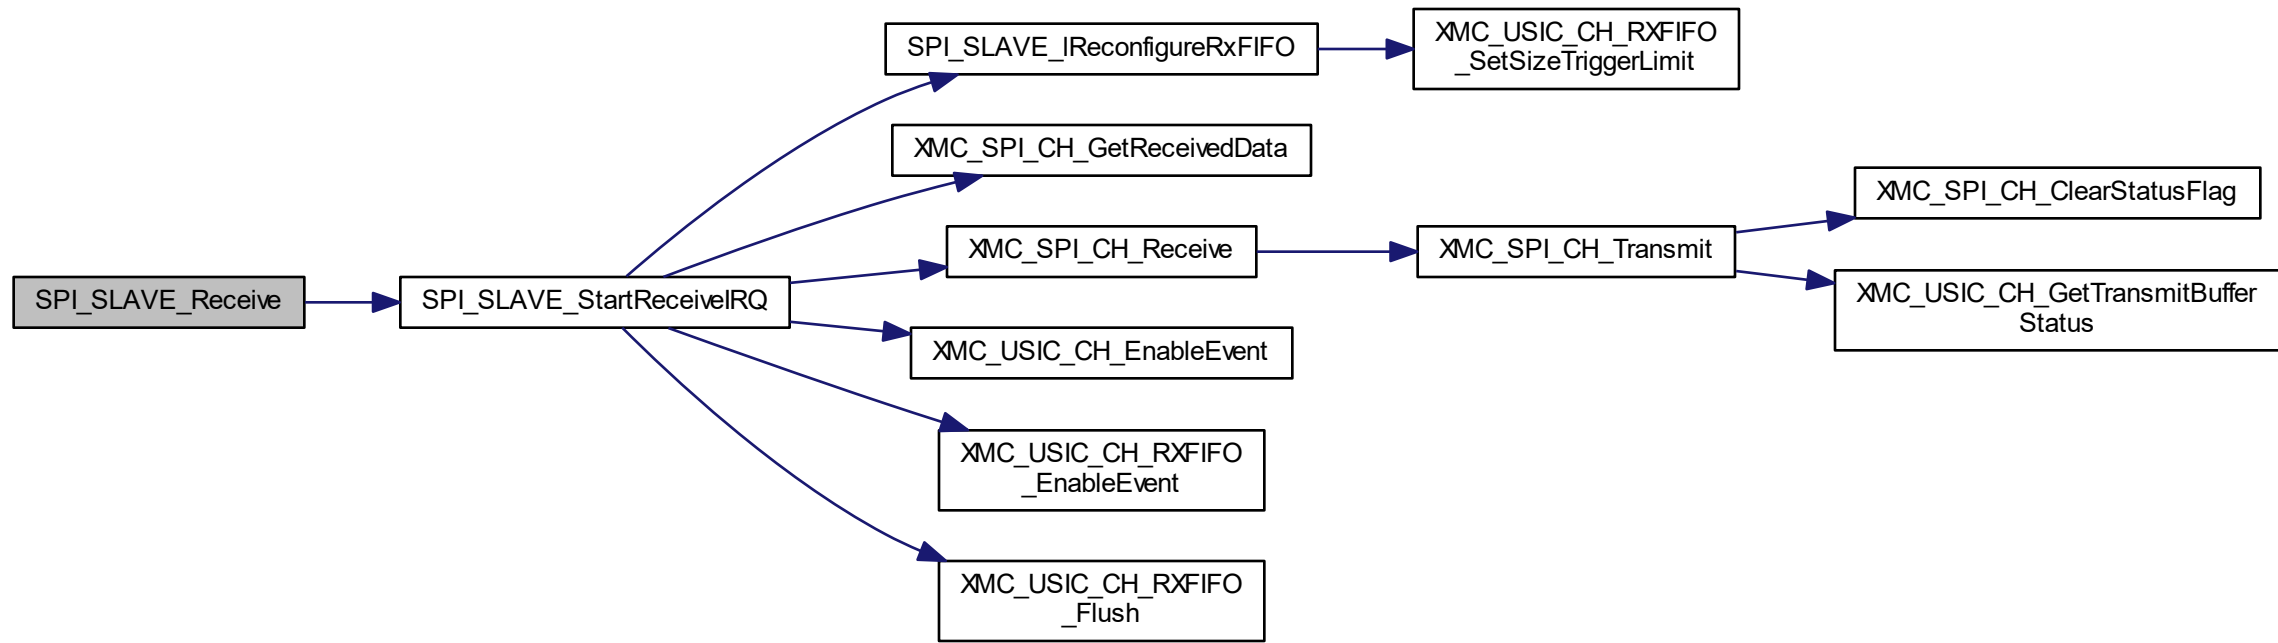 SPI_SLAVE_Receive
SPI_SLAVE_StartReceiveIRQ
SPI_SLAVE_lReconfigureRxFIFO
XMC_USIC_CH_RXFIFO
_SetSizeTriggerLimit
XMC_SPI_CH_GetReceivedData
XMC_SPI_CH_Receive
XMC_SPI_CH_Transmit
XMC_SPI_CH_ClearStatusFlag
XMC_USIC_CH_GetTransmitBuffer
Status
XMC_USIC_CH_EnableEvent
XMC_USIC_CH_RXFIFO
_EnableEvent
XMC_USIC_CH_RXFIFO
_Flush